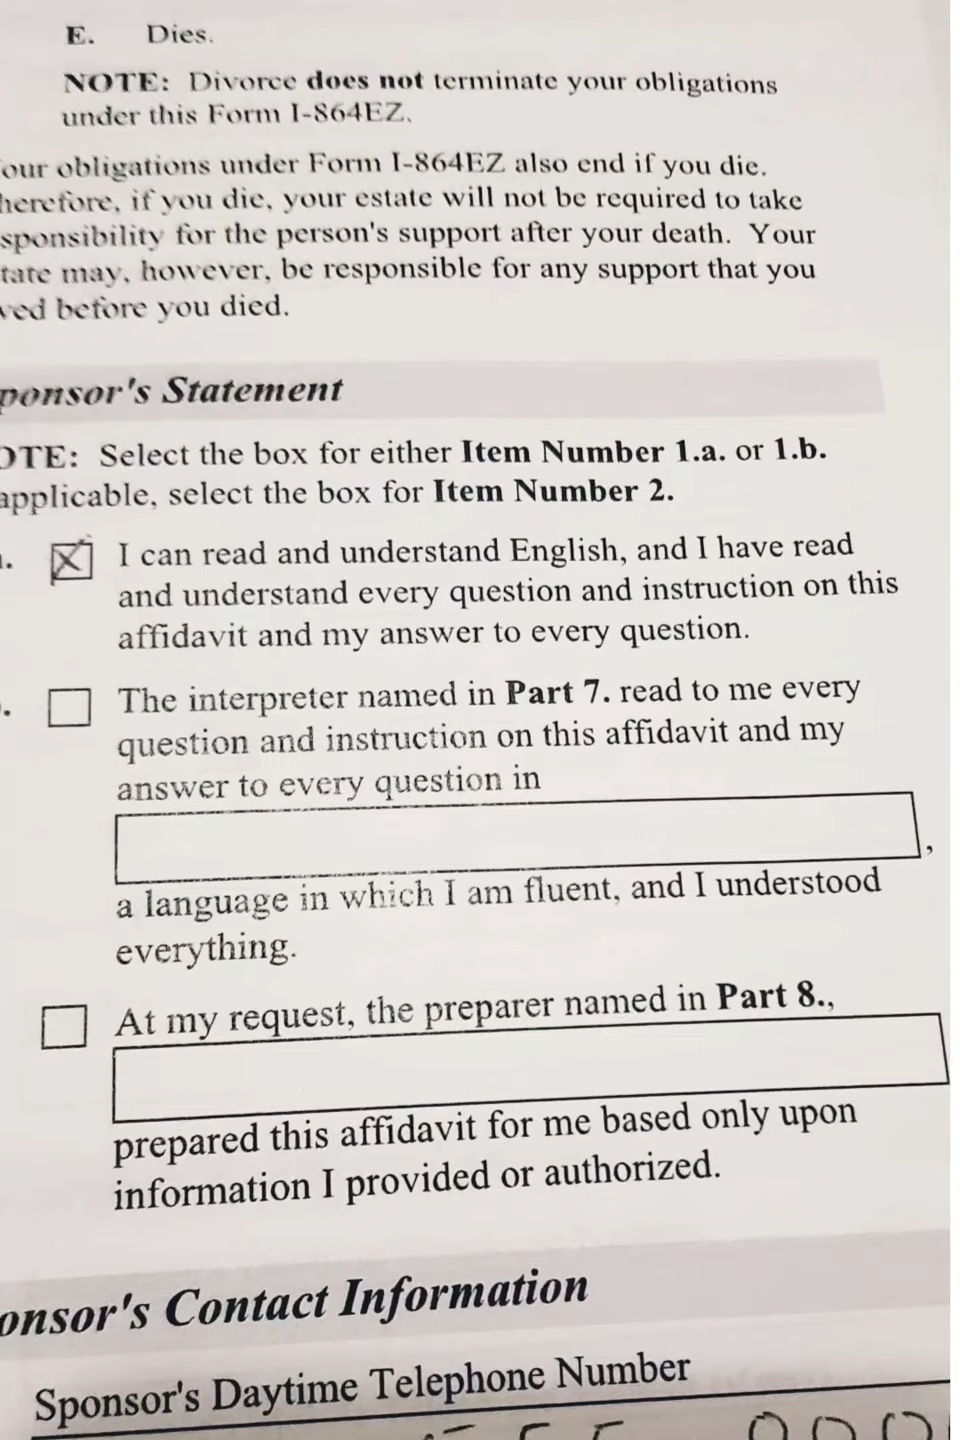 E. Dies.
NOTE: Divorce does not terminate your obligations
under this Form I-864EZ.
our obligations under Form I-864EZ also end if you die.
herefore, if you die, your estate will not be required to take
sponsibility for the person's support after your death. Your
tate may, however, be responsible for any support that you
ved before you died.
ponsor's Statement
OTE: Select the box for either Item Number 1.a. or 1.b.
applicable, select the box for Item Number 2.
I can read and understand English, and I have read
and understand every question and instruction on this
affidavit and my answer to every question.
The interpreter named in Part 7. read to me every
question and instruction on this affidavit and my
answer to every question in
,
a language in which I am fluent, and I understood
everything.
At my request, the preparer named in Part 8.,
prepared this affidavit for me based only upon
information I provided or authorized.
onsor's Contact Information
Sponsor's Daytime Telephone Number